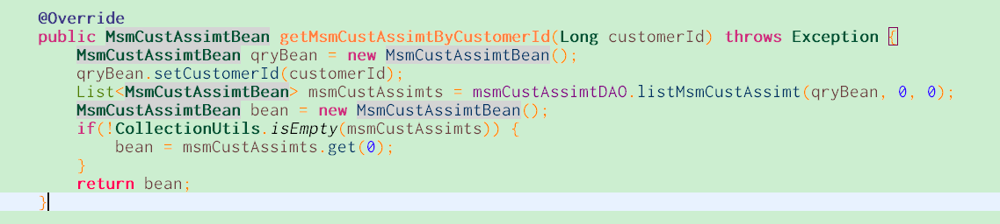 @Override
public MsmCustAssimtBean getMsmCustAssimtByCustomerId(Long customerId) throws Exception {
MsmCustAssimtBean qryBean = new MsmCustAssimtBean();
qryBean.setCustomerId(customerId);
List<MsmCustAssimtBean> msmCustAssimts = msmCustAssimtDAO.listMsmCustAssimt(qryBean, 0, 0);
MsmCustAssimtBean bean = new MsmCustAssimtBean();
if(!CollectionUtils.isEmpty(msmCustAssimts)) {
bean = msmCustAssimts.get(0);
}
return bean;
}